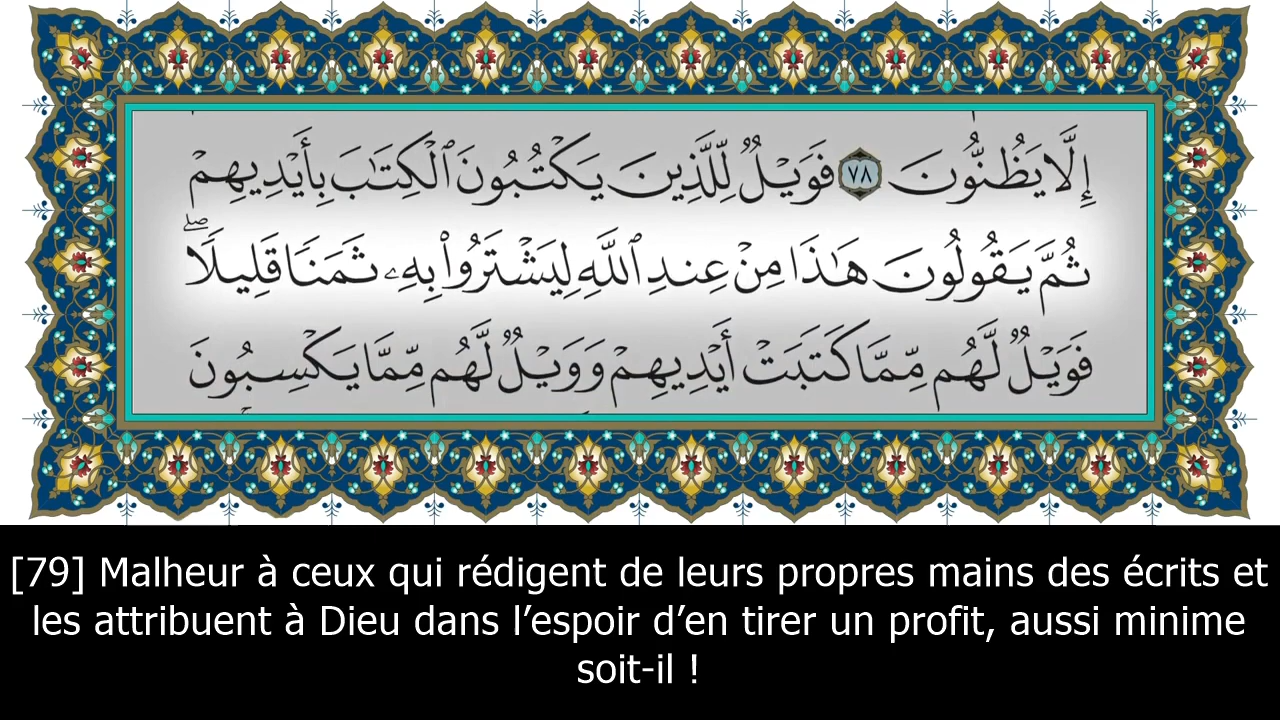 إِلَّا يَظُنُّونَ ٧٨ فَوَيْلٌ لِّلَّذِينَ يَكْتُبُونَ ٱلْكِتَٰبَ بِأَيْدِيهِمْ
ثُمَّ يَقُولُونَ هَٰذَا مِنْ عِندِ ٱللَّهِ لِيَشْتَرُوا۟ بِهِۦ ثَمَنًا قَلِيلًا ۖ
فَوَيْلٌ لَّهُم مِّمَّا كَتَبَتْ أَيْدِيهِمْ وَوَيْلٌ لَّهُم مِّمَّا يَكْسِبُونَ
[79] Malheur à ceux qui rédigent de leurs propres mains des écrits et
les attribuent à Dieu dans l’espoir d’en tirer un profit, aussi minime
soit-il !